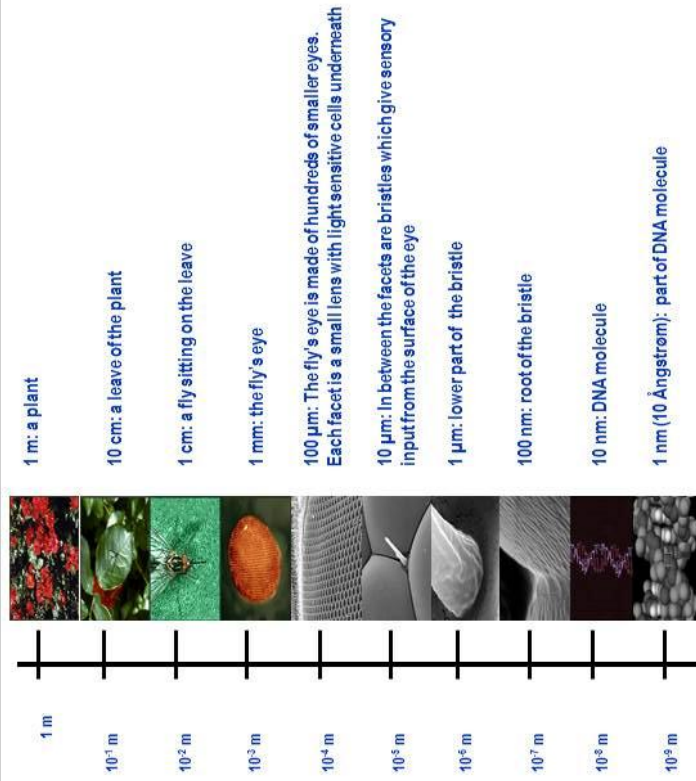 1 m: a plant
10 cm: a leave of the plant
1 cm: a fly sitting on the leave
1 mm: the fly's eye
100 µm: The fly's eye is made of hundreds of smaller eyes.
Each facet is a small lens with light sensitive cells underneath
10 µm: In between the facets are bristles which give sensory
input from the surface of the eye
1 µm: lower part of the bristle
100 nm: root of the bristle
10 nm: DNA molecule
1 nm (10 Ångstrøm): part of DNA molecule
1 m
10⁻¹ m
10⁻² m
10⁻³ m
10⁻⁴ m
10⁻⁵ m
10⁻⁶ m
10⁻⁷ m
10⁻⁸ m
10⁻⁹ m